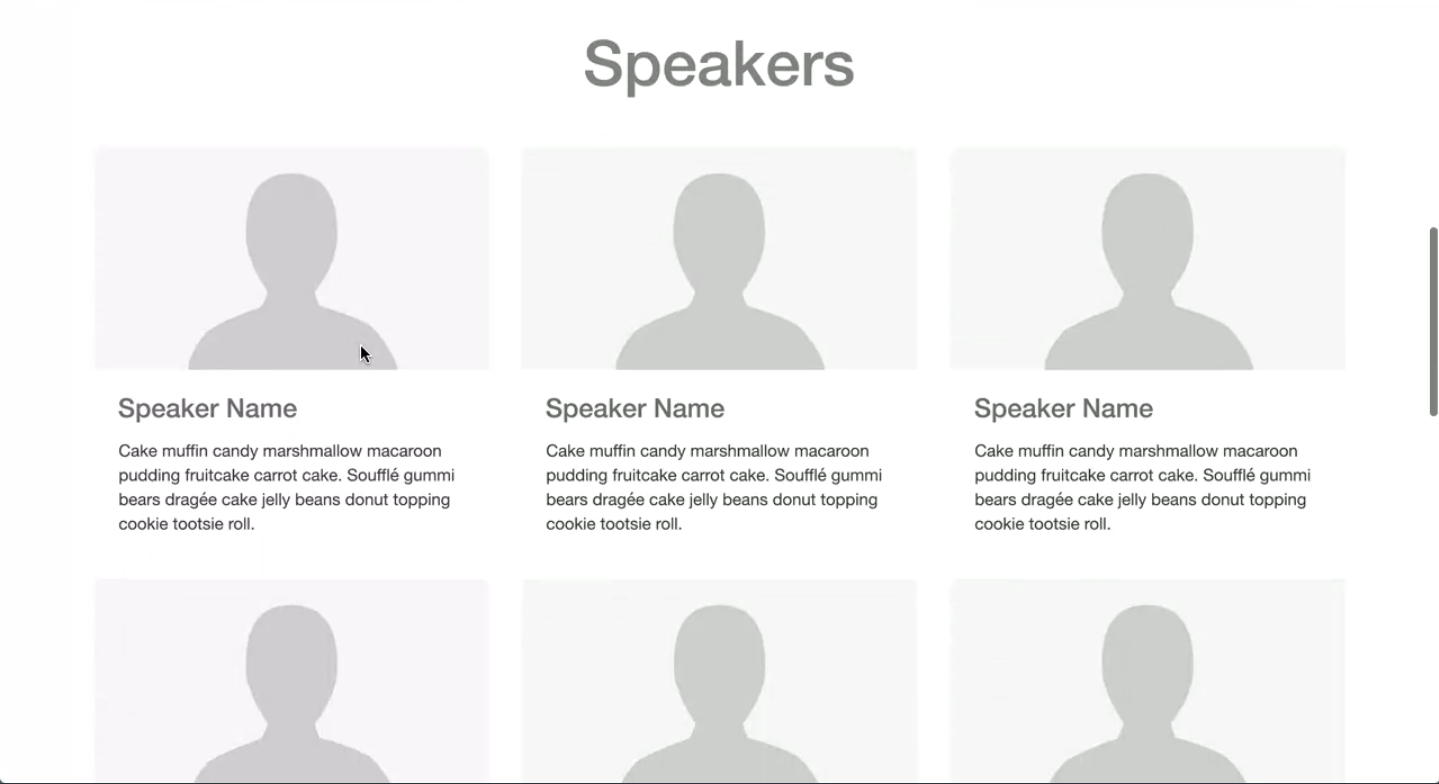 Speakers
Speaker Name
Cake muffin candy marshmallow macaroon
pudding fruitcake carrot cake. Soufflé gummi
bears dragée cake jelly beans donut topping
cookie tootsie roll.
Speaker Name
Cake muffin candy marshmallow macaroon
pudding fruitcake carrot cake. Soufflé gummi
bears dragée cake jelly beans donut topping
cookie tootsie roll.
Speaker Name
Cake muffin candy marshmallow macaroon
pudding fruitcake carrot cake. Soufflé gummi
bears dragée cake jelly beans donut topping
cookie tootsie roll.